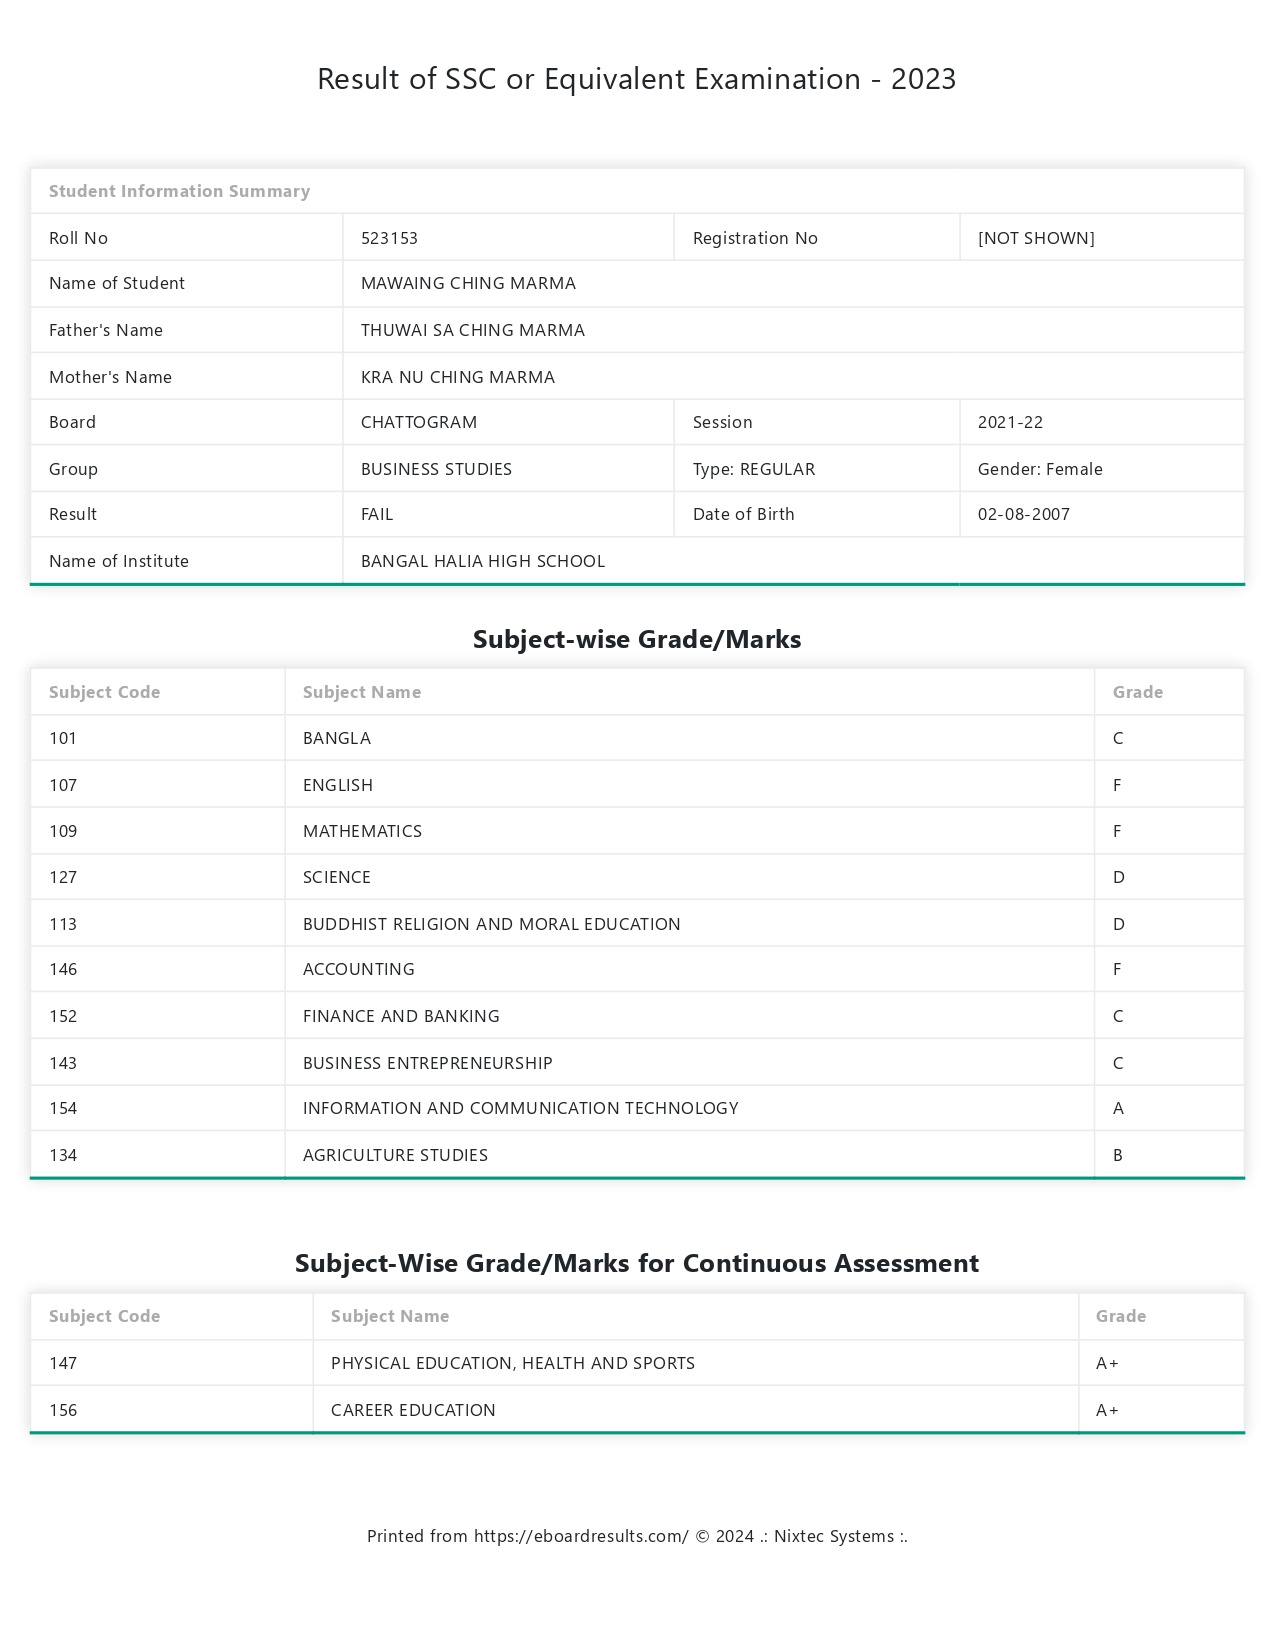 Result of SSC or Equivalent Examination - 2023
Student Information Summary
Roll No 523153 Registration No [NOT SHOWN]
Name of Student MAWAING CHING MARMA
Father's Name THUWAI SA CHING MARMA
Mother's Name KRA NU CHING MARMA
Board CHATTOGRAM Session 2021-22
Group BUSINESS STUDIES Type: REGULAR Gender: Female
Result FAIL Date of Birth 02-08-2007
Name of Institute BANGAL HALIA HIGH SCHOOL
Subject-wise Grade/Marks
Subject Code Subject Name Grade
101 BANGLA C
107 ENGLISH F
109 MATHEMATICS F
127 SCIENCE D
113 BUDDHIST RELIGION AND MORAL EDUCATION D
146 ACCOUNTING F
152 FINANCE AND BANKING C
143 BUSINESS ENTREPRENEURSHIP C
154 INFORMATION AND COMMUNICATION TECHNOLOGY A
134 AGRICULTURE STUDIES B
Subject-Wise Grade/Marks for Continuous Assessment
Subject Code Subject Name Grade
147 PHYSICAL EDUCATION, HEALTH AND SPORTS A+
156 CAREER EDUCATION A+
Printed from https://eboardresults.com/ © 2024 .: Nixtec Systems :.